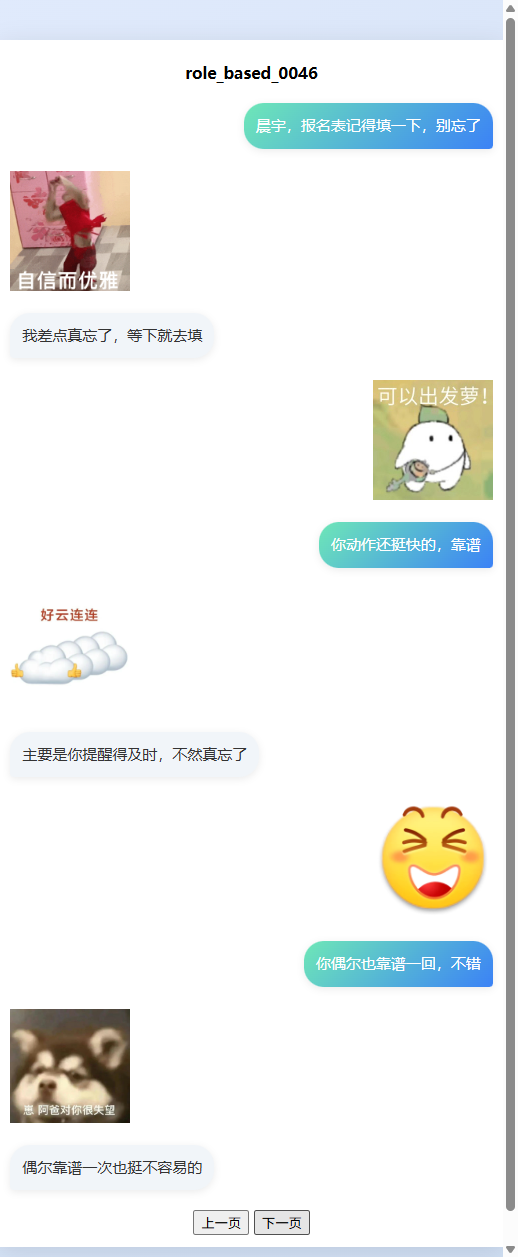 role_based_0046
晨宇，报名表记得填一下，别忘了
自信而优雅
我差点真忘了，等下就去填
可以出发萝！
你动作还挺快的，靠谱
好云连连
主要是你提醒得及时，不然真忘了
你偶尔也靠谱一回，不错
崽 阿爸对你很失望
偶尔靠谱一次也挺不容易的
上一页 下一页